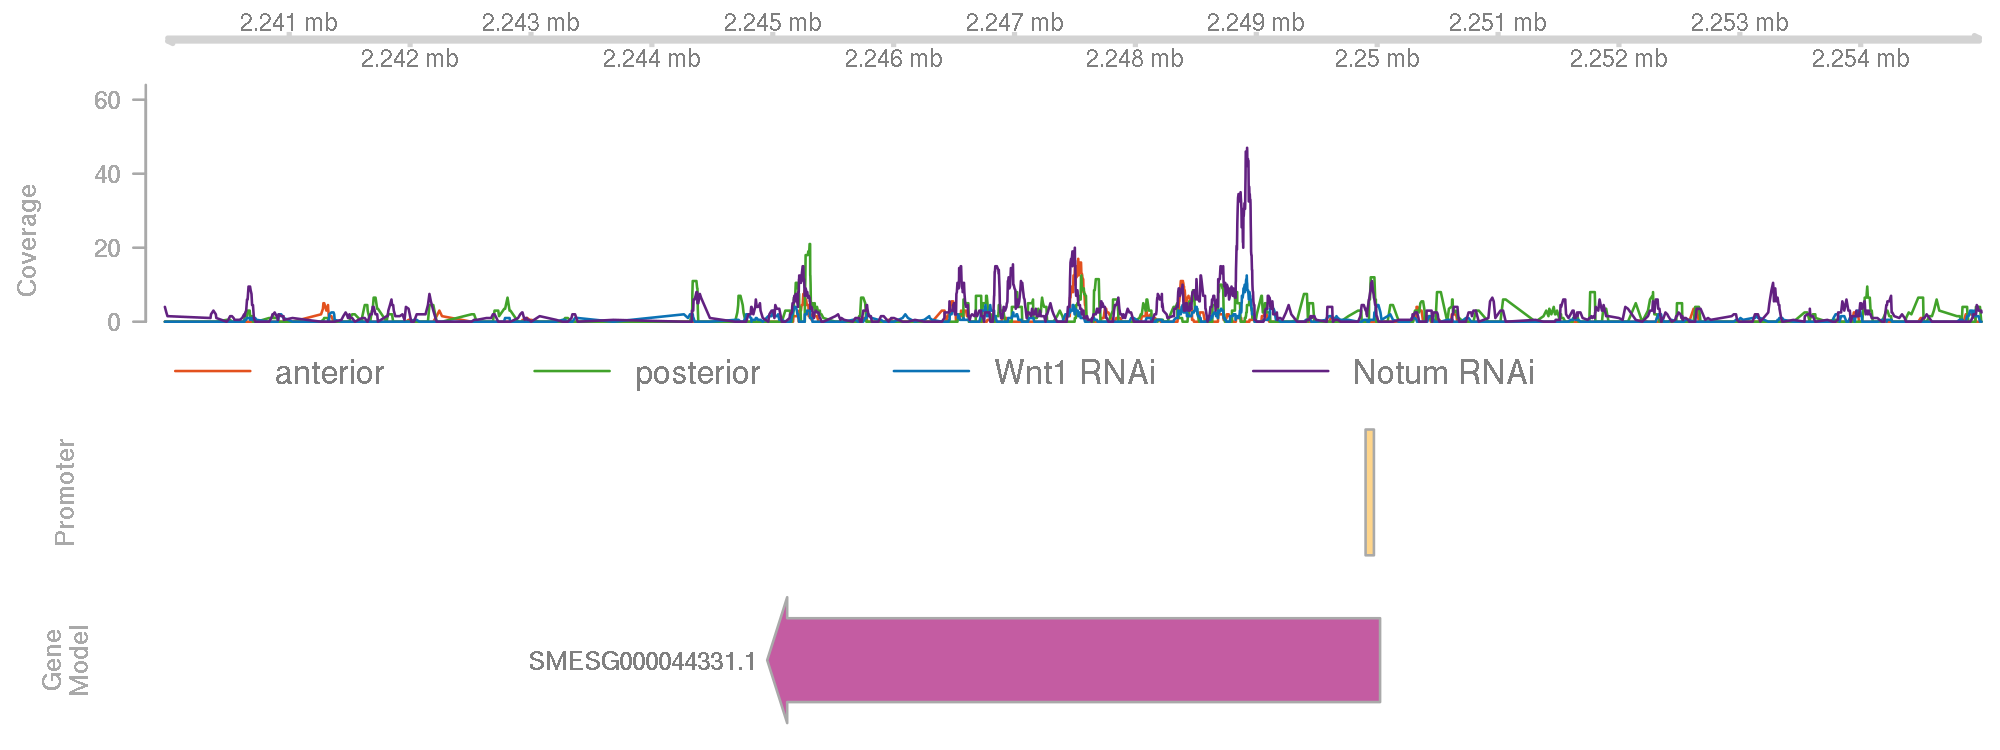 2.241 mb 2.243 mb 2.245 mb 2.247 mb 2.249 mb 2.251 mb 2.253 mb
2.242 mb 2.244 mb 2.246 mb 2.248 mb 2.25 mb 2.252 mb 2.254 mb
Coverage
60
40
20
0
anterior posterior Wnt1 RNAi Notum RNAi
Promoter
Gene
Model
SMESG000044331.1